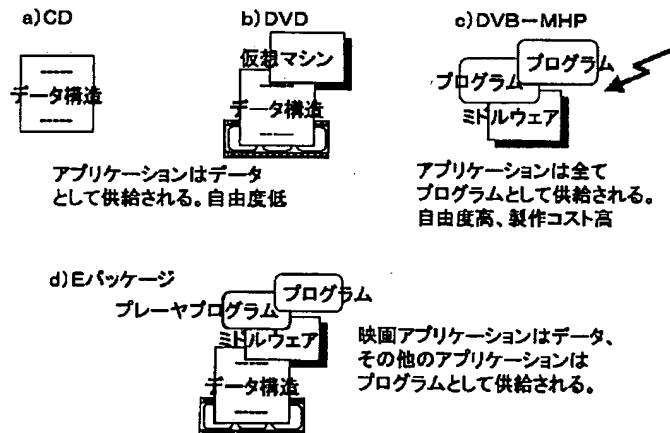 a)CD
b)DVD
c)DVB-MHP
データ構造
仮想マシン
データ構造
プログラム
プログラム
ミドルウェア
アプリケーションはデータ
として供給される。自由度低
アプリケーションは全て
プログラムとして供給される。
自由度高、製作コスト高
d)Eパッケージ
プログラム
プレーヤプログラム
ミドルウェア
データ構造
映画アプリケーションはデータ、
その他のアプリケーションは
プログラムとして供給される。